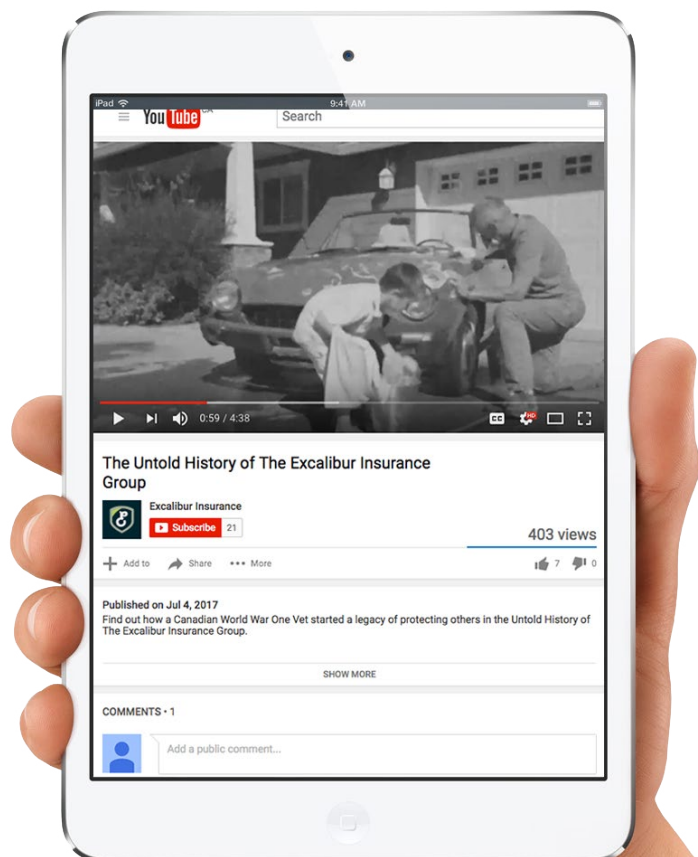 iPad 9:41 AM
YouTube CA Search
0:59 / 4:38 CC HD
The Untold History of The Excalibur Insurance
Group
Excalibur Insurance
Subscribe 21
403 views
Add to Share More 7 0
Published on Jul 4, 2017
Find out how a Canadian World War One Vet started a legacy of protecting others in the Untold History of
The Excalibur Insurance Group.
SHOW MORE
COMMENTS • 1
Add a public comment...